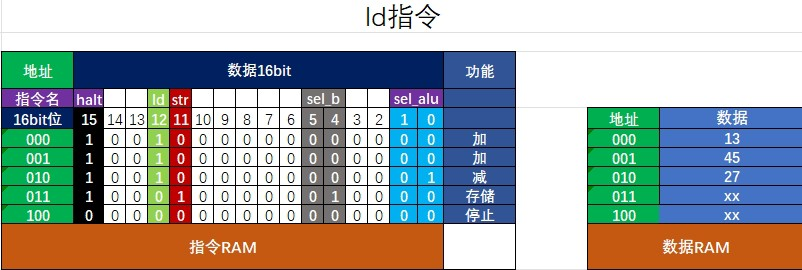 ld指令
地址 数据16bit 功能
指令名 halt ld str sel_b sel_alu
16bit位 15 14 13 12 11 10 9 8 7 6 5 4 3 2 1 0 地址 数据
000 1 0 0 1 0 0 0 0 0 0 0 0 0 0 0 0 加 000 13
001 1 0 0 1 0 0 0 0 0 0 0 0 0 0 0 0 加 001 45
010 1 0 0 1 0 0 0 0 0 0 0 0 0 0 0 1 减 010 27
011 1 0 0 0 1 0 0 0 0 0 0 1 0 0 0 0 存储 011 xx
100 0 0 0 0 0 0 0 0 0 0 0 0 0 0 0 0 停止 100 xx
指令RAM 数据RAM